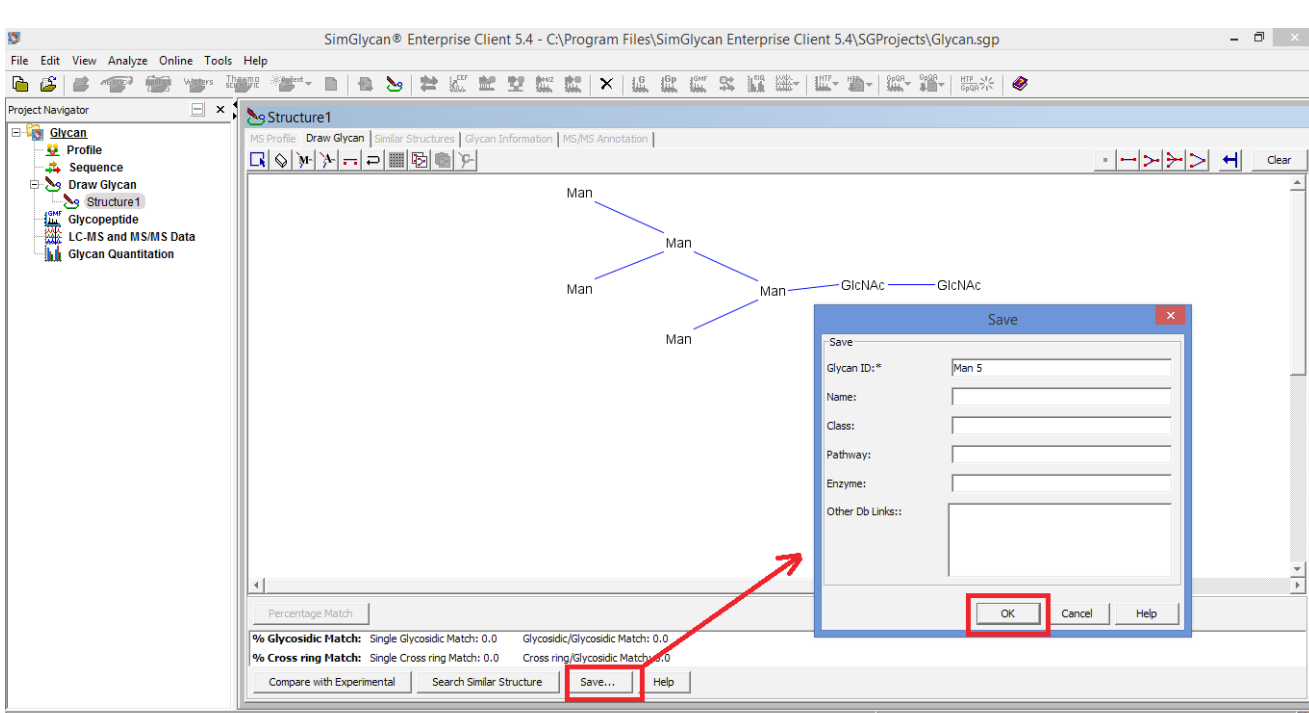 SimGlycan® Enterprise Client 5.4 - C:\Program Files\SimGlycan Enterprise Client 5.4\SGProjects\Glycan.sgp
File Edit View Analyze Online Tools Help
Project Navigator
Glycan
Profile
Sequence
Draw Glycan
Structure1
Glycopeptide
LC-MS and MS/MS Data
Glycan Quantitation
Structure1
MS Profile Draw Glycan Similar Structures Glycan Information MS/MS Annotation
Clear
Man
Man
Man
Man
GlcNAc
GlcNAc
Man
Save
Save
Glycan ID:* Man 5
Name:
Class:
Pathway:
Enzyme:
Other Db Links::
OK Cancel Help
Percentage Match
% Glycosidic Match: Single Glycosidic Match: 0.0 Glycosidic/Glycosidic Match: 0.0
% Cross ring Match: Single Cross ring Match: 0.0 Cross ring/Glycosidic Match: 0.0
Compare with Experimental Search Similar Structure Save... Help